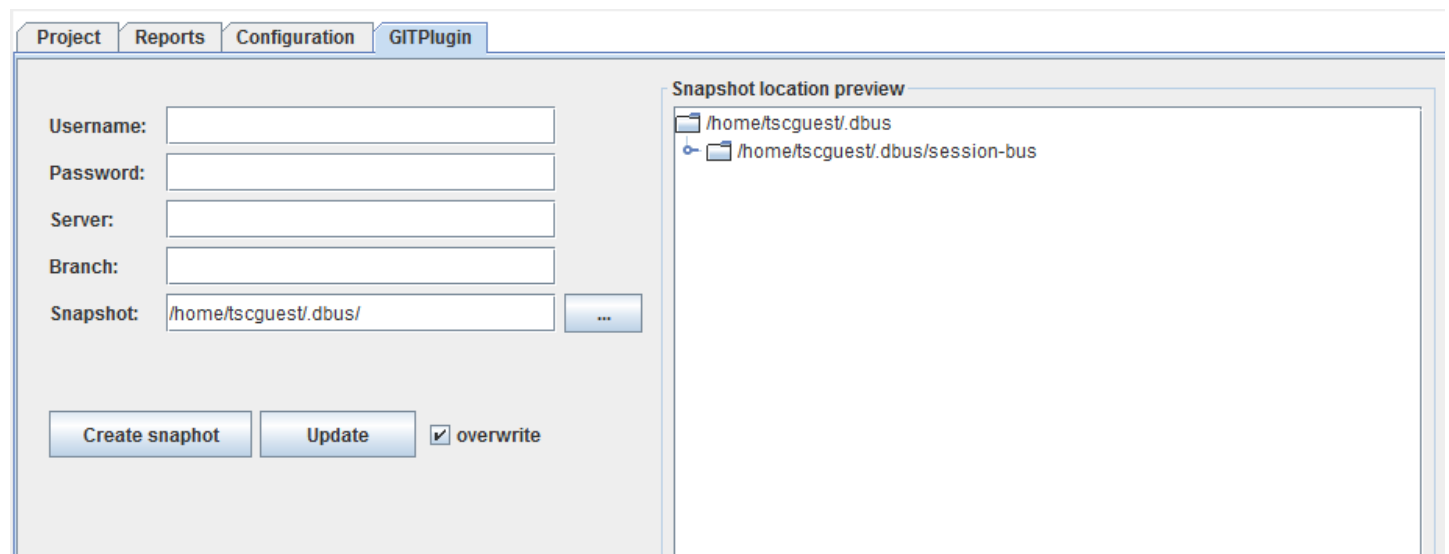 Project Reports Configuration GITPlugin
Username:
Password:
Server:
Branch:
Snapshot: /home/tscguest/.dbus/ ...
Create snaphot Update overwrite
Snapshot location preview
/home/tscguest/.dbus
/home/tscguest/.dbus/session-bus